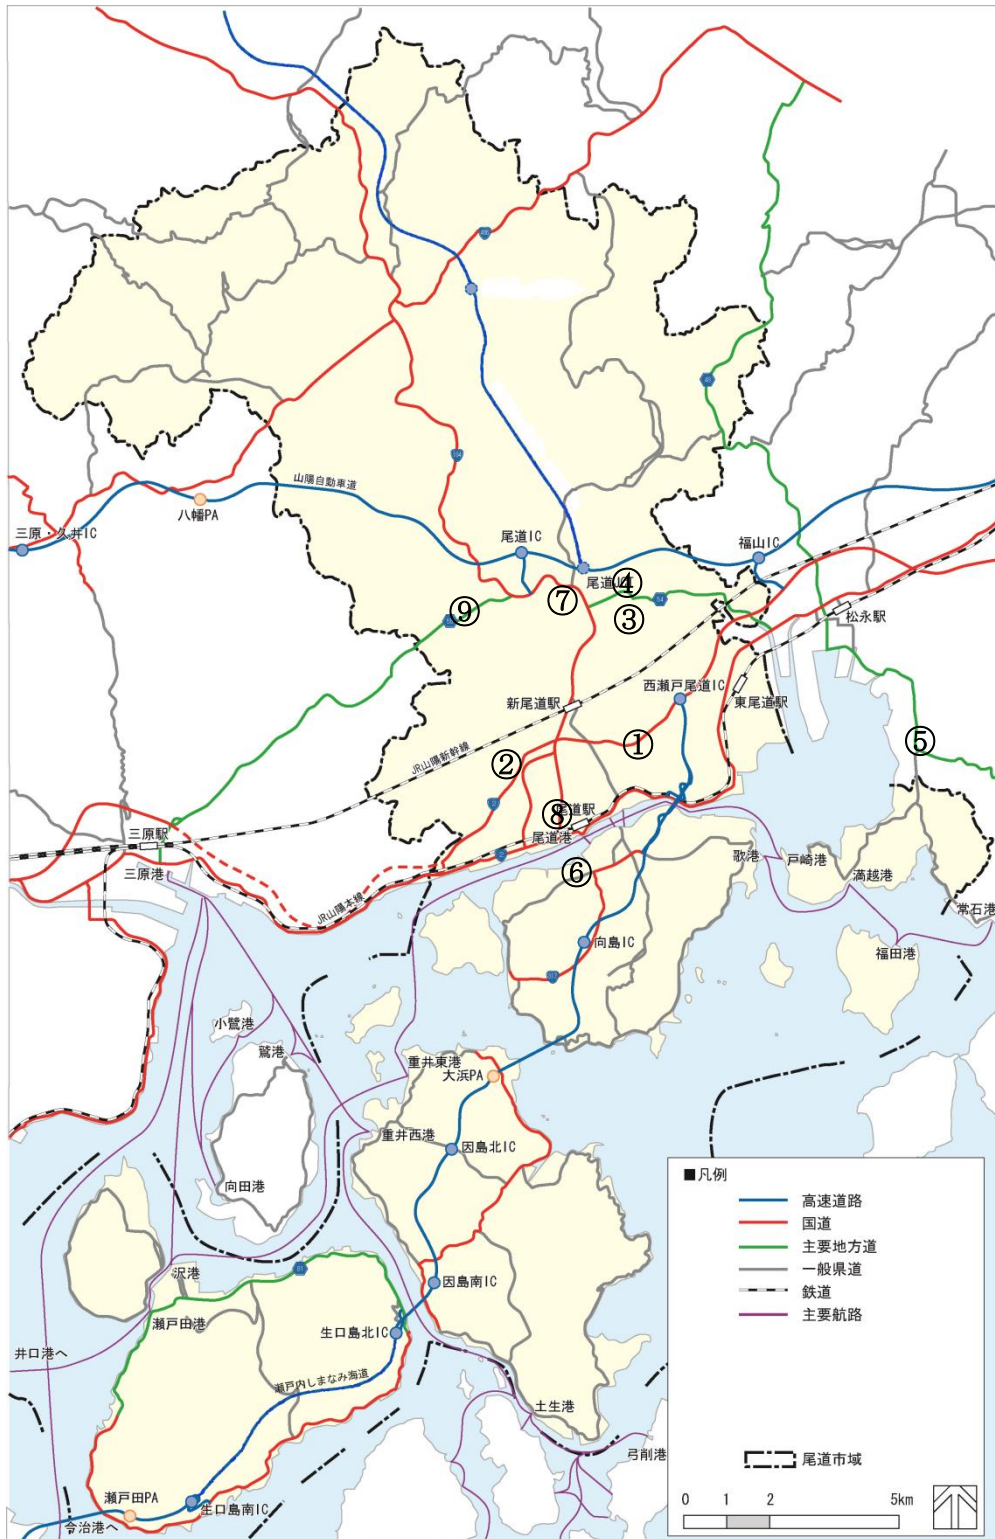 山陽自動車道
八幡PA
三原・久井IC
尾道IC
福山IC
尾道
④
⑦
⑨
③
松永駅
西瀬戸尾道IC
東尾道駅
新尾道駅
①
⑤
JR山陽新幹線
②
⑧
尾道駅
尾道港
三原駅
三原港
歌港
戸崎港
満越港
⑥
常石港
JR山陽本線
向島IC
福田港
小鷺港
鷺港
重井東港
大浜PA
重井西港
因島北IC
向田港
沢港
因島南IC
瀬戸田港
生口島北IC
井口港へ
瀬戸内しまなみ海道
土生港
弓削港
瀬戸田PA
生口島南IC
今治港へ
■凡例
高速道路
国道
主要地方道
一般県道
鉄道
主要航路
尾道市域
0 1 2 5km